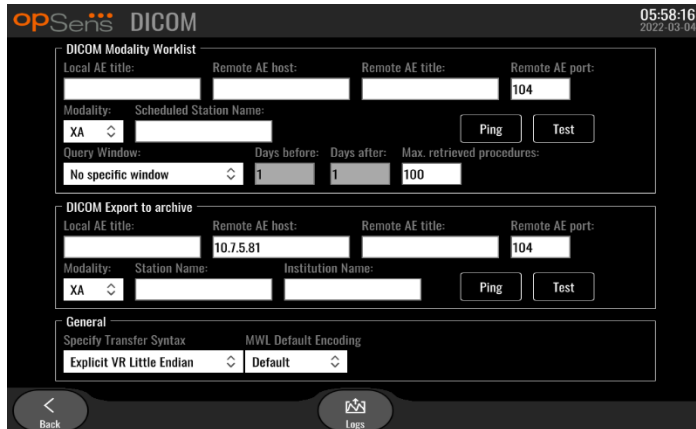 opSens DICOM
05:58:16
2022-03-04
DICOM Modality Worklist
Local AE title: Remote AE host: Remote AE title: Remote AE port:
104
Modality: Scheduled Station Name:
XA Ping Test
Query Window: Days before: Days after: Max. retrieved procedures:
No specific window 1 1 100
DICOM Export to archive
Local AE title: Remote AE host: Remote AE title: Remote AE port:
10.7.5.81 104
Modality: Station Name: Institution Name:
XA Ping Test
General
Specify Transfer Syntax MWL Default Encoding
Explicit VR Little Endian Default
Back Logs